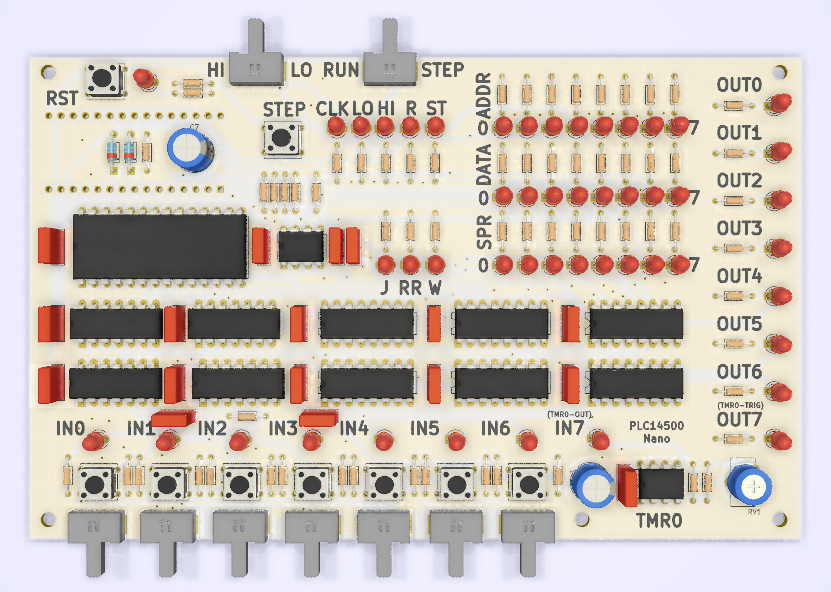 HI LO RUN STEP
RST
STEP CLK LO HI R ST
ADDR
0 7
DATA
0 7
SPR
0 7
J RR W
OUT0
OUT1
OUT2
OUT3
OUT4
OUT5
OUT6
(TMR0-TRIG)
OUT7
(TMR0-OUT)
IN0 IN1 IN2 IN3 IN4 IN5 IN6 IN7
PLC14500
Nano
TMR0
RV1